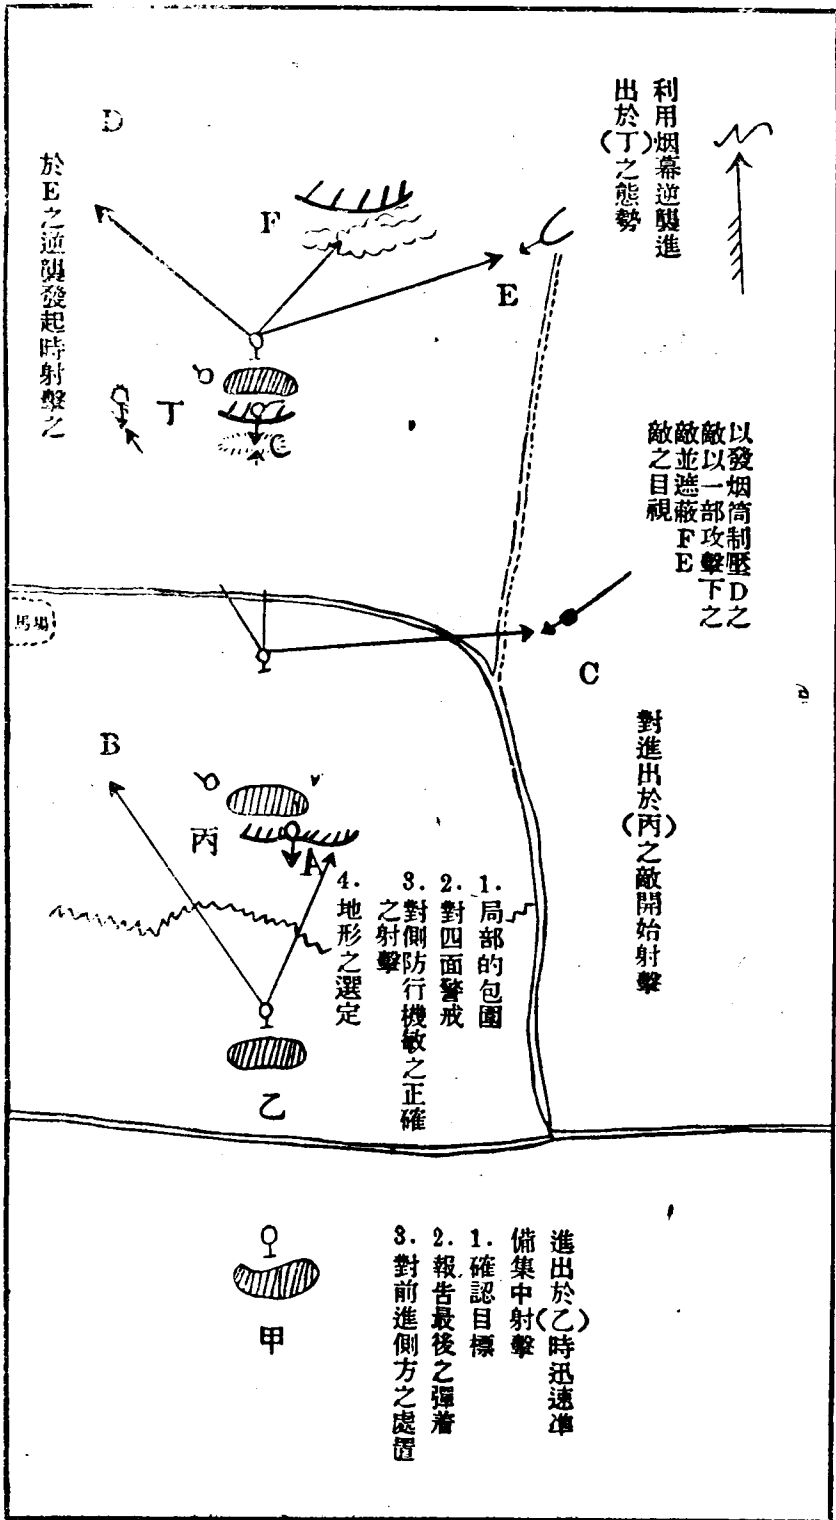 利用烟幕逆襲進
出於(丁)之態勢
N
D
F
E
於E之逆襲發起時射擊之
丁
C
以發烟筒制壓D之
敵以一部攻擊下之
敵並遮蔽FE
敵之目視
馬場
C
對進出於(丙)之敵開始射擊
B
丙
A
1. 局部的包圍
2. 對四面警戒
3. 對側防行機敏之正確
之射擊
4. 地形之選定
乙
進出於(乙)時迅速準
備集中射擊
1. 確認目標
2. 報告最後之彈着
3. 對前進側方之處置
甲